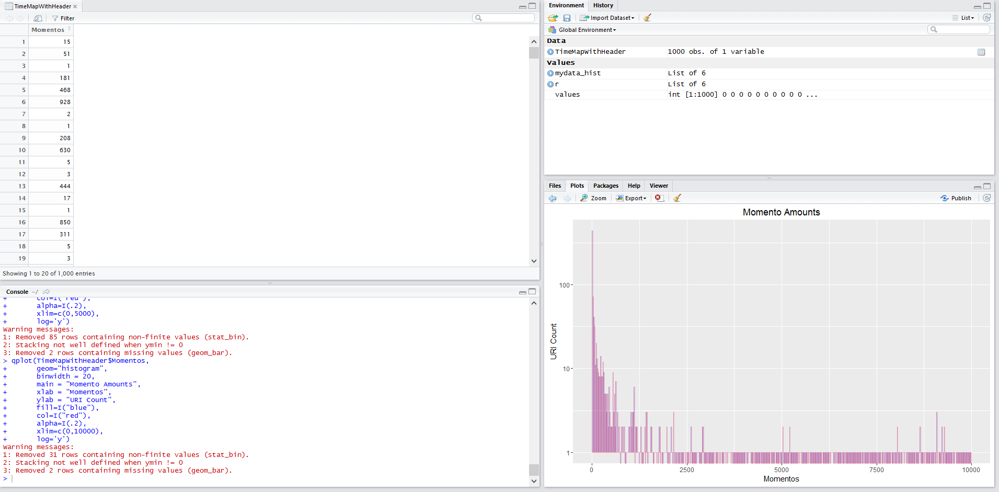 TimeMapWithHeader
Filter
Momentos
1 15
2 51
3 1
4 181
5 468
6 928
7 2
8 1
9 208
10 630
11 5
12 3
13 444
14 17
15 1
16 850
17 311
18 5
19 3
Showing 1 to 20 of 1,000 entries
Console ~/
+ col=I("red"),
+ alpha=I(.2),
+ xlim=c(0,5000),
+ log='y')
Warning messages:
1: Removed 85 rows containing non-finite values (stat_bin).
2: Stacking not well defined when ymin != 0
3: Removed 2 rows containing missing values (geom_bar).
> qplot(TimeMapWithHeader$Momentos,
+ geom="histogram",
+ binwidth = 20,
+ main = "Momento Amounts",
+ xlab = "Momentos",
+ ylab = "URI Count",
+ fill=I("blue"),
+ col=I("red"),
+ alpha=I(.2),
+ xlim=c(0,10000),
+ log='y')
Warning messages:
1: Removed 31 rows containing non-finite values (stat_bin).
2: Stacking not well defined when ymin != 0
3: Removed 2 rows containing missing values (geom_bar).
>
Environment History
Import Dataset List
Global Environment
Data
TimeMapWithHeader 1000 obs. of 1 variable
Values
mydata_hist List of 6
r List of 6
values int [1:1000] 0 0 0 0 0 0 0 0 0 0 ...
Files Plots Packages Help Viewer
Zoom Export Publish
Momento Amounts
URI Count
100
10
1
0 2500 5000 7500 10000
Momentos